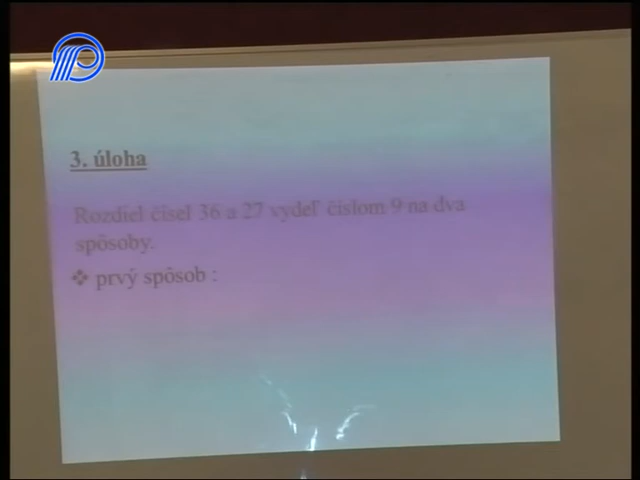 3. úloha
Rozdiel čísel 36 a 27 vydeľ číslom 9 na dva
spôsoby.
❖ prvý spôsob :